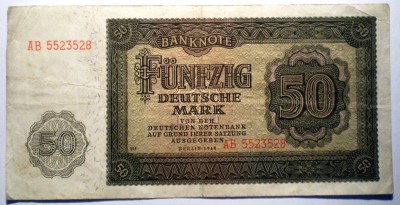 50
50
BANKNOTE
AB 5523528
FÜNFZIG
DEUTSCHE
MARK
50
VON DER
DEUTSCHEN NOTENBANK
AUF GRUND IHRER SATZUNG
AUSGEGEBEN
50
AB 5523528
BERLIN 1948
50
50